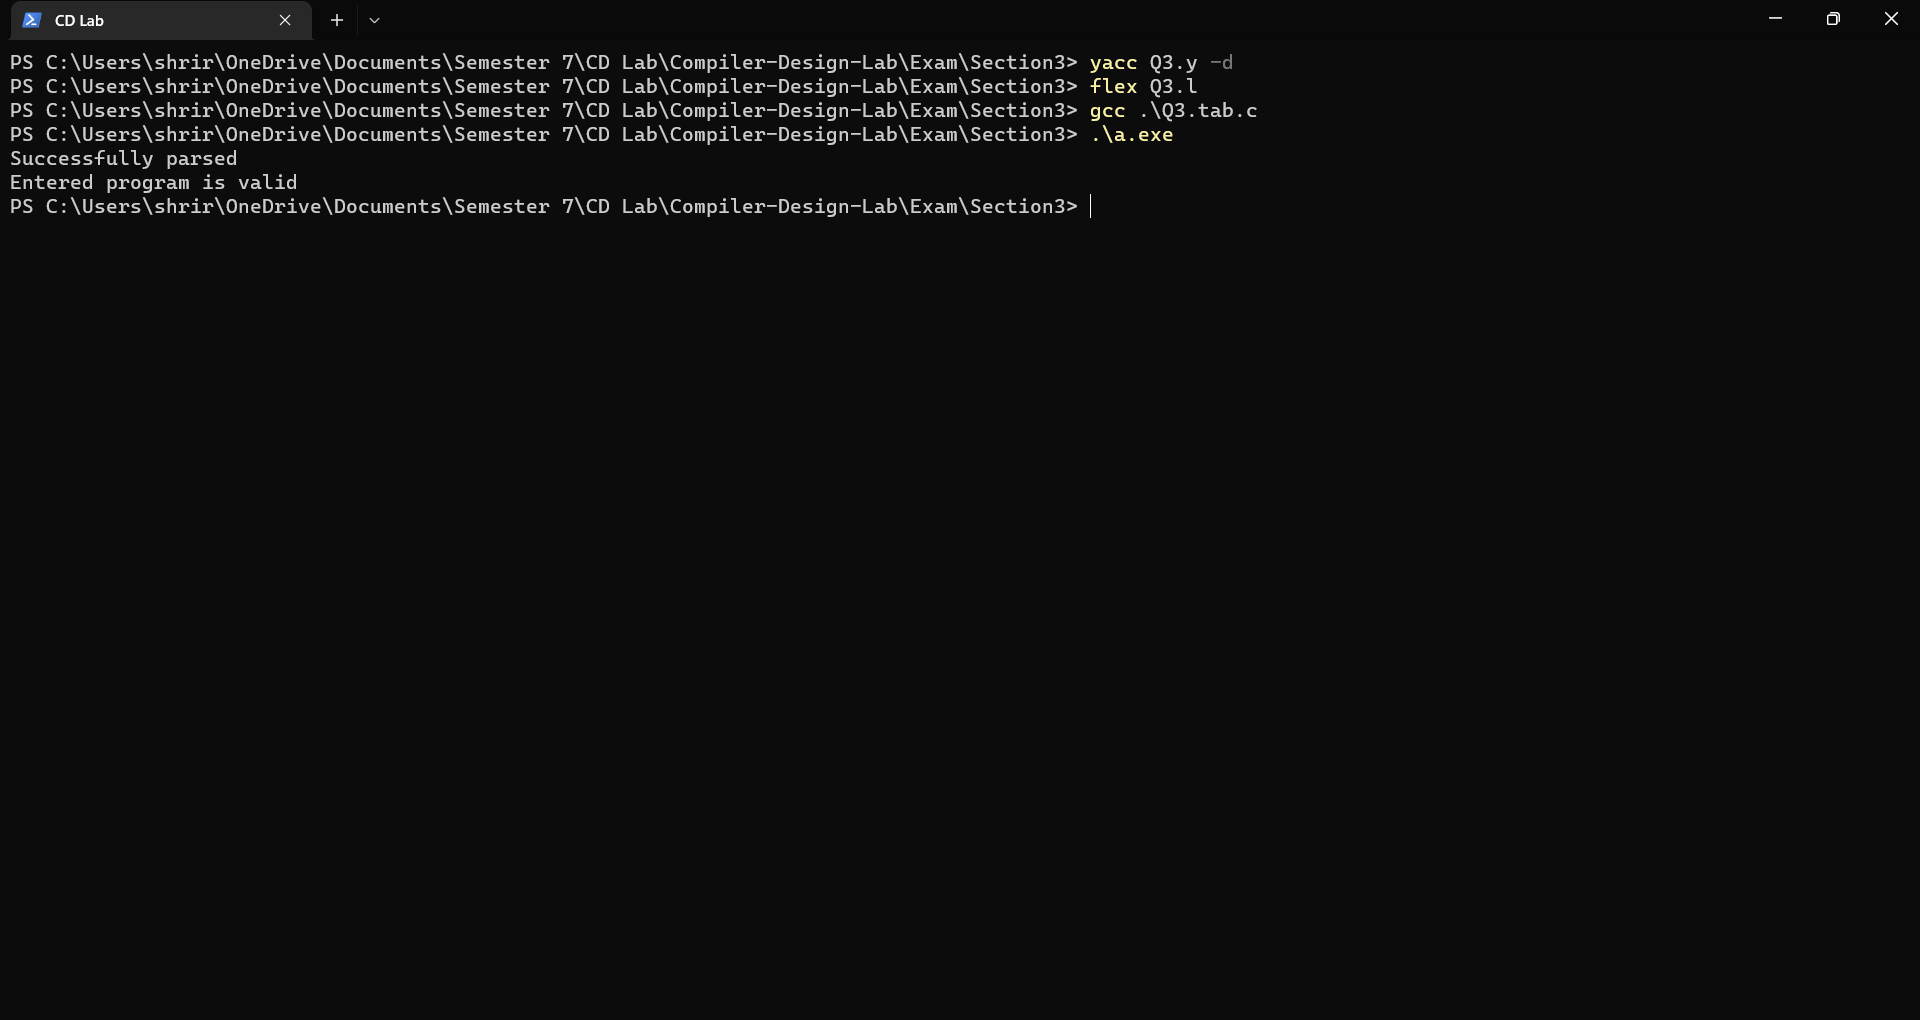 CD Lab
PS C:\Users\shrir\OneDrive\Documents\Semester 7\CD Lab\Compiler-Design-Lab\Exam\Section3> yacc Q3.y -d
PS C:\Users\shrir\OneDrive\Documents\Semester 7\CD Lab\Compiler-Design-Lab\Exam\Section3> flex Q3.l
PS C:\Users\shrir\OneDrive\Documents\Semester 7\CD Lab\Compiler-Design-Lab\Exam\Section3> gcc .\Q3.tab.c
PS C:\Users\shrir\OneDrive\Documents\Semester 7\CD Lab\Compiler-Design-Lab\Exam\Section3> .\a.exe
Successfully parsed
Entered program is valid
PS C:\Users\shrir\OneDrive\Documents\Semester 7\CD Lab\Compiler-Design-Lab\Exam\Section3>